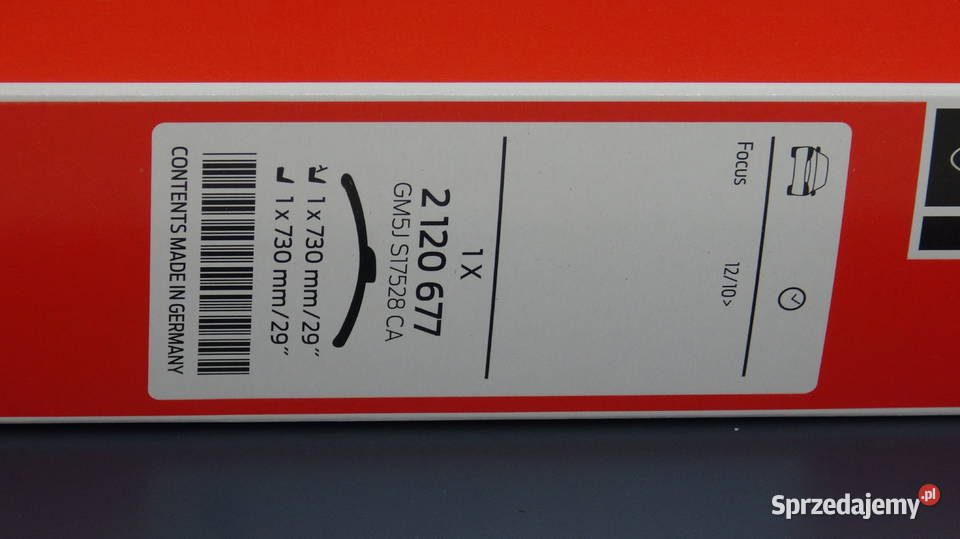 Focus
12/10>
1 X
2 120 677
GM5J S17528 CA
1 x 730 mm/29"
1 x 730 mm/29"
CONTENTS MADE IN GERMANY
Sprzedajemy.pl